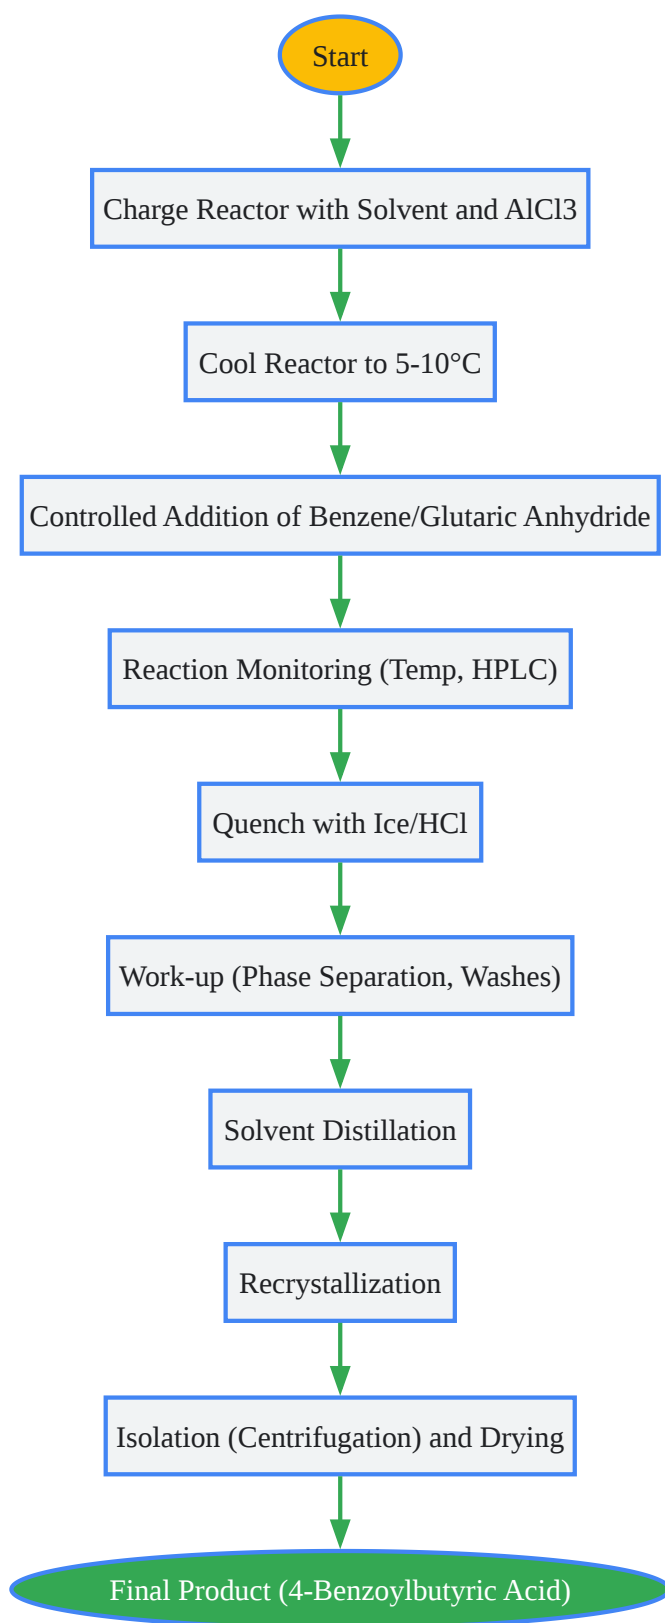 Start
Charge Reactor with Solvent and AlCl3
Cool Reactor to 5-10°C
Controlled Addition of Benzene/Glutaric Anhydride
Reaction Monitoring (Temp, HPLC)
Quench with Ice/HCl
Work-up (Phase Separation, Washes)
Solvent Distillation
Recrystallization
Isolation (Centrifugation) and Drying
Final Product (4-Benzoylbutyric Acid)